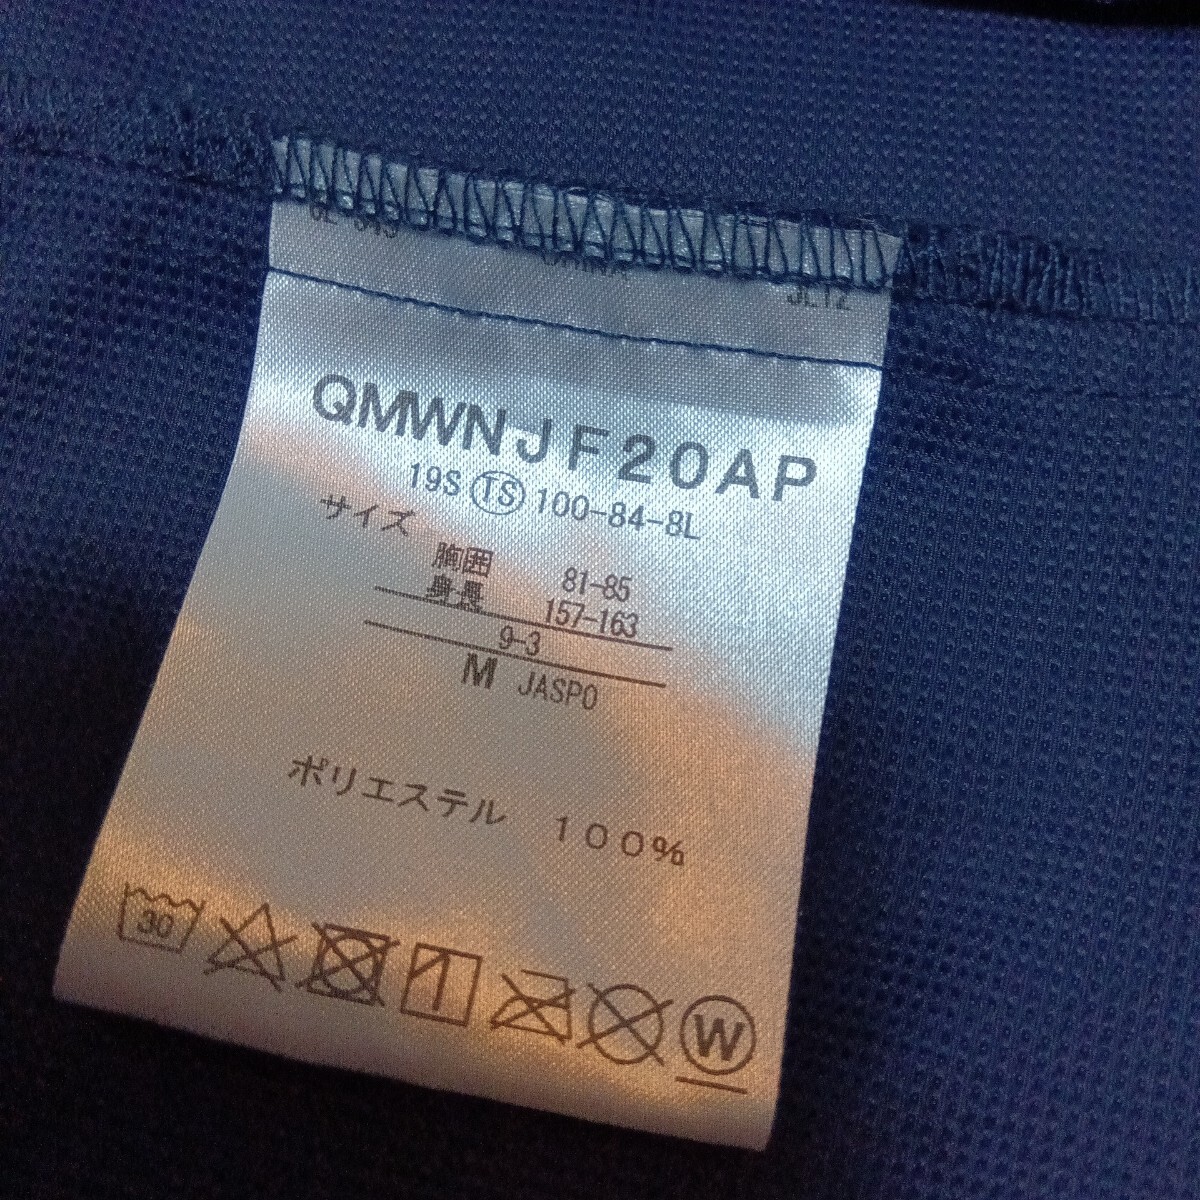 QMWNJF20AP
19S TS 100-84-8L
サイズ
胸囲 81-85
身長 157-163
9-3
M JASPO
ポリエステル 100%
30
W